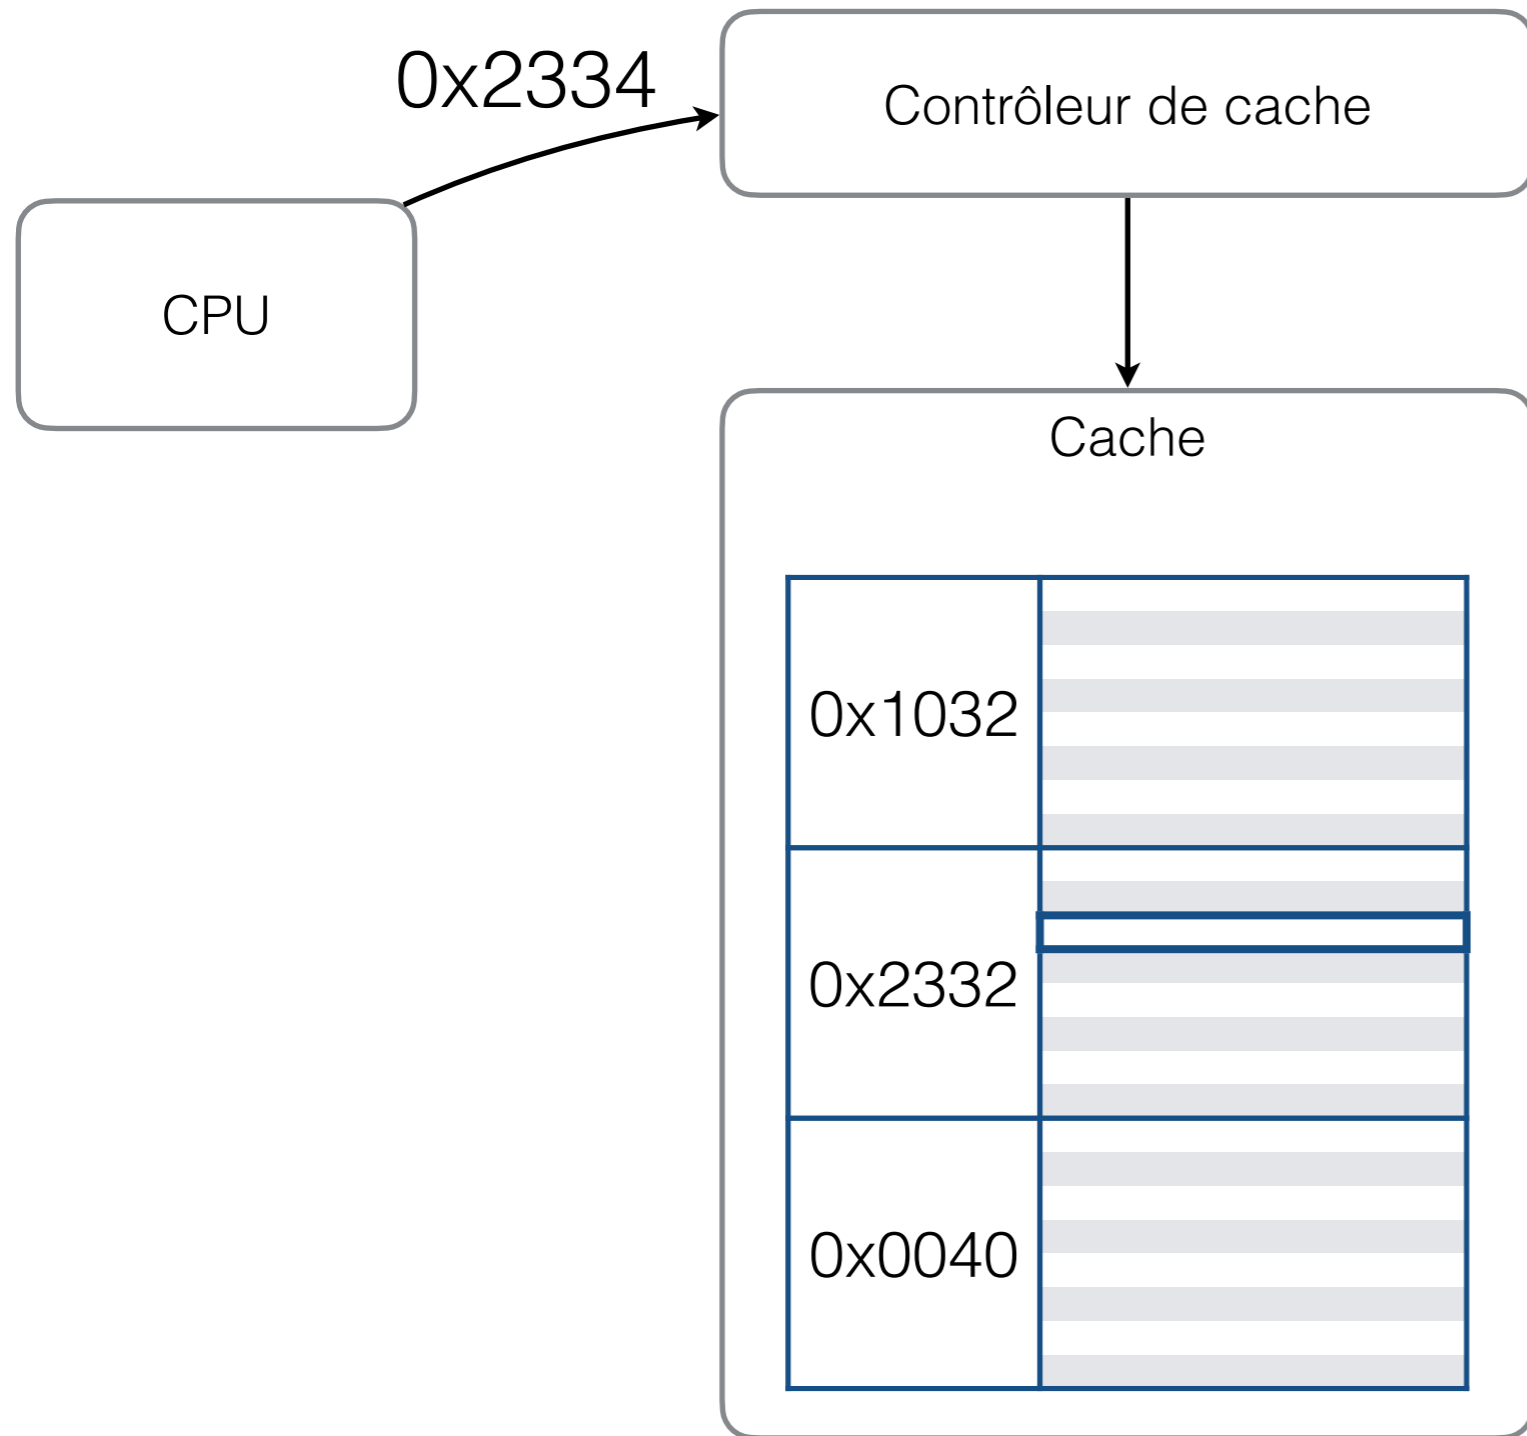 0x2334
Contrôleur de cache
CPU
Cache
0x1032
0x2332
0x0040